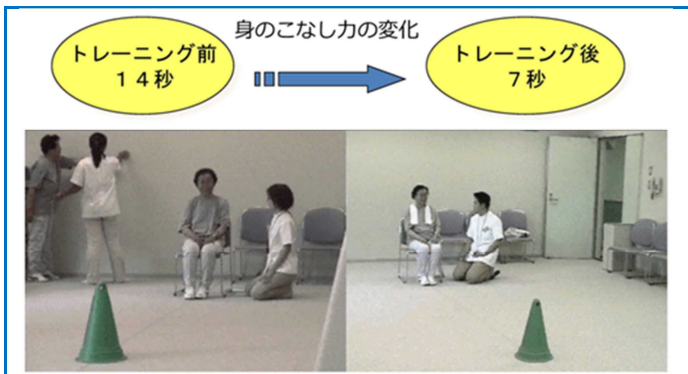 身のこなし力の変化
トレーニング前
１４秒
トレーニング後
７秒